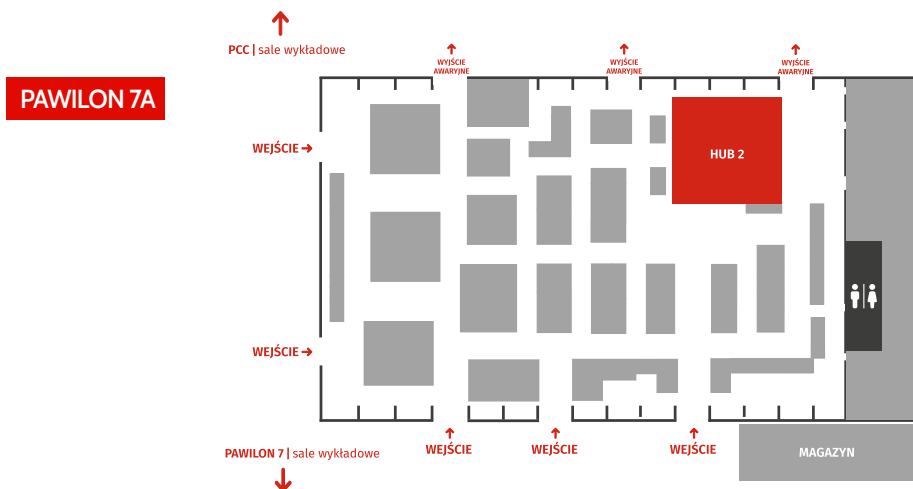 PCC | sale wykładowe
WYJŚCIE
AWARYJNE
WYJŚCIE
AWARYJNE
WYJŚCIE
AWARYJNE
PAWILON 7A
WEJŚCIE
HUB 2
WEJŚCIE
PAWILON 7 | sale wykładowe
WEJŚCIE
WEJŚCIE
WEJŚCIE
MAGAZYN